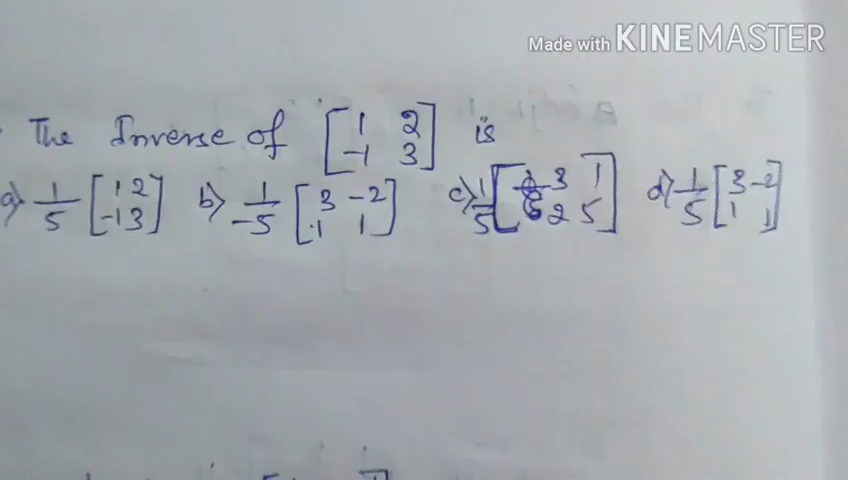 Made with KINEMASTER
The Inverse of [1 2
-1 3] is
a) 1/5 [1 2
-1 3] b) 1/-5 [3 -2
1 1] c) 1/5 [3 1
2 5] d) 1/5 [3 -2
1 1]